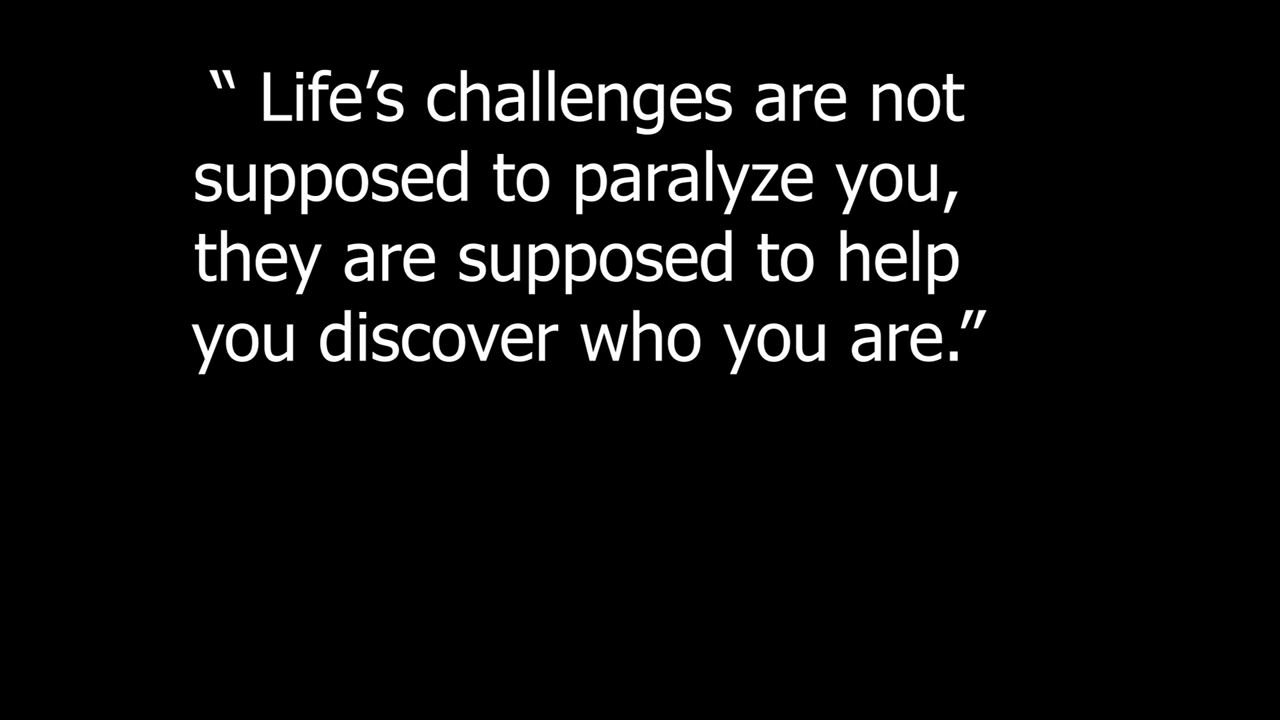 “ Life’s challenges are not
supposed to paralyze you,
they are supposed to help
you discover who you are.”